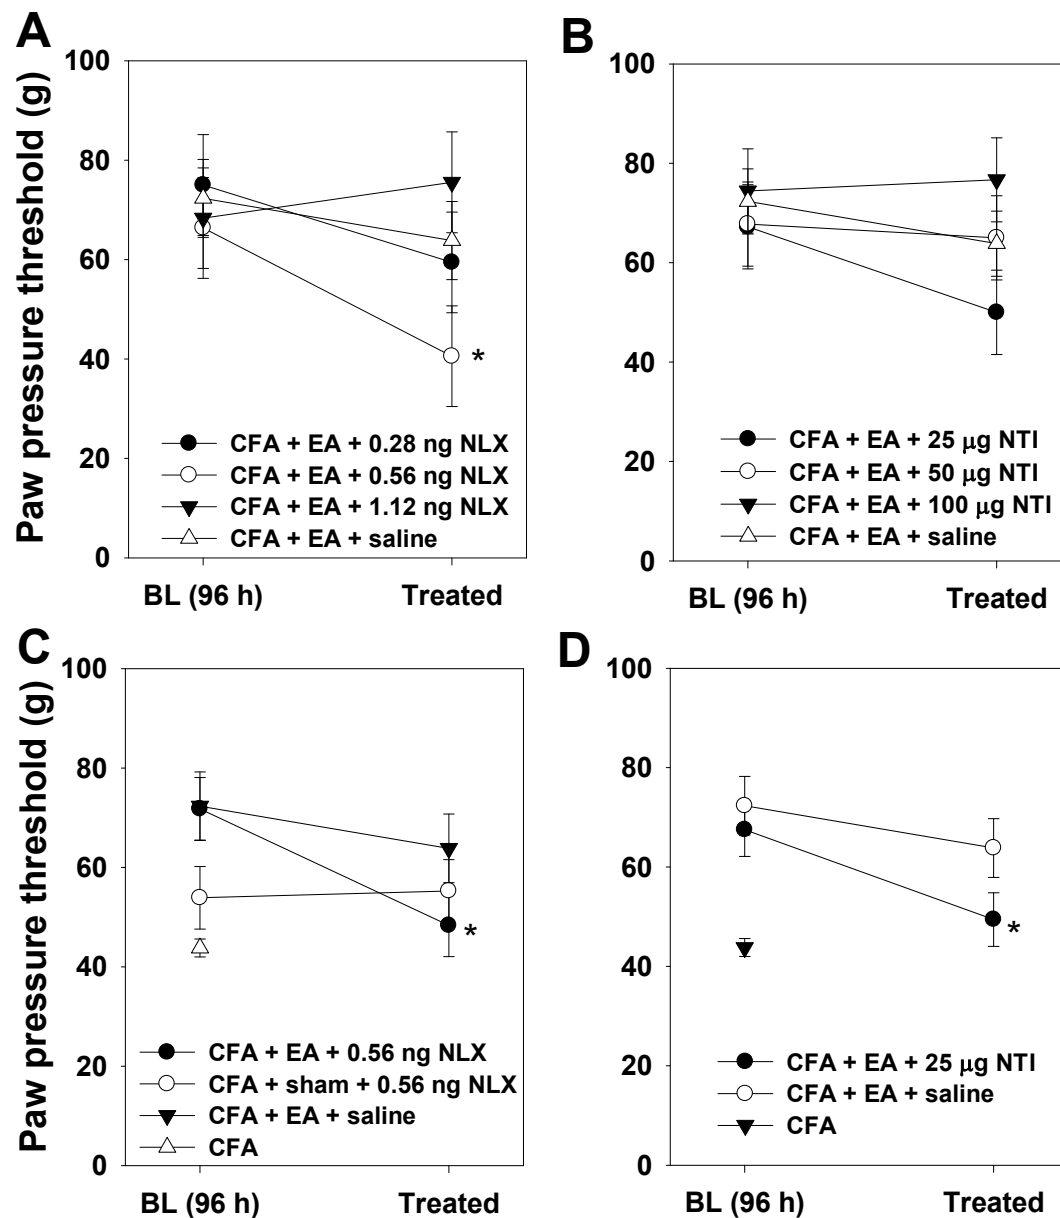 A
Paw pressure threshold (g)
100
80
60
40
20
0
*
CFA + EA + 0.28 ng NLX
CFA + EA + 0.56 ng NLX
CFA + EA + 1.12 ng NLX
CFA + EA + saline
BL (96 h) Treated
B
100
80
60
40
20
0
CFA + EA + 25 μg NTI
CFA + EA + 50 μg NTI
CFA + EA + 100 μg NTI
CFA + EA + saline
BL (96 h) Treated
C
Paw pressure threshold (g)
100
80
60
40
20
0
*
CFA + EA + 0.56 ng NLX
CFA + sham + 0.56 ng NLX
CFA + EA + saline
CFA
BL (96 h) Treated
D
100
80
60
40
20
0
*
CFA + EA + 25 μg NTI
CFA + EA + saline
CFA
BL (96 h) Treated